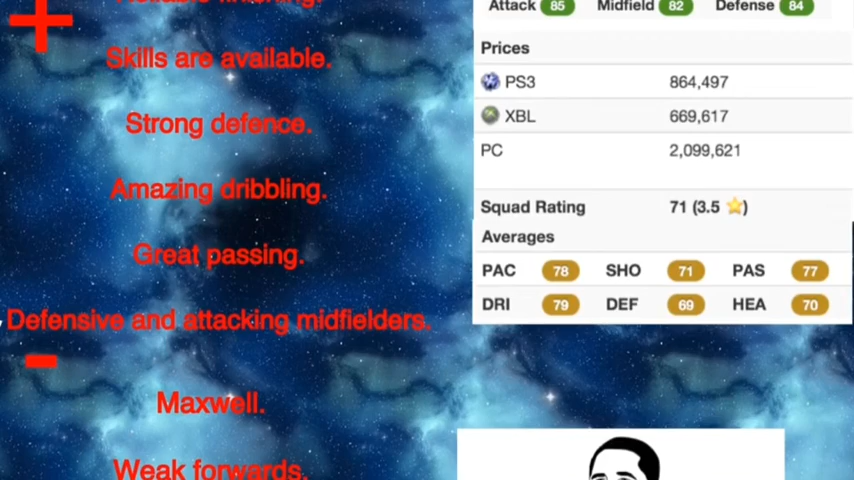 Reliable finishing.
Skills are available.
Strong defence.
Amazing dribbling.
Great passing.
Defensive and attacking midfielders.
Maxwell.
Weak forwards.
Attack 85 Midfield 82 Defense 84
Prices
PS3 864,497
XBL 669,617
PC 2,099,621
Squad Rating 71 (3.5 ⭐)
Averages
PAC 78 SHO 71 PAS 77
DRI 79 DEF 69 HEA 70